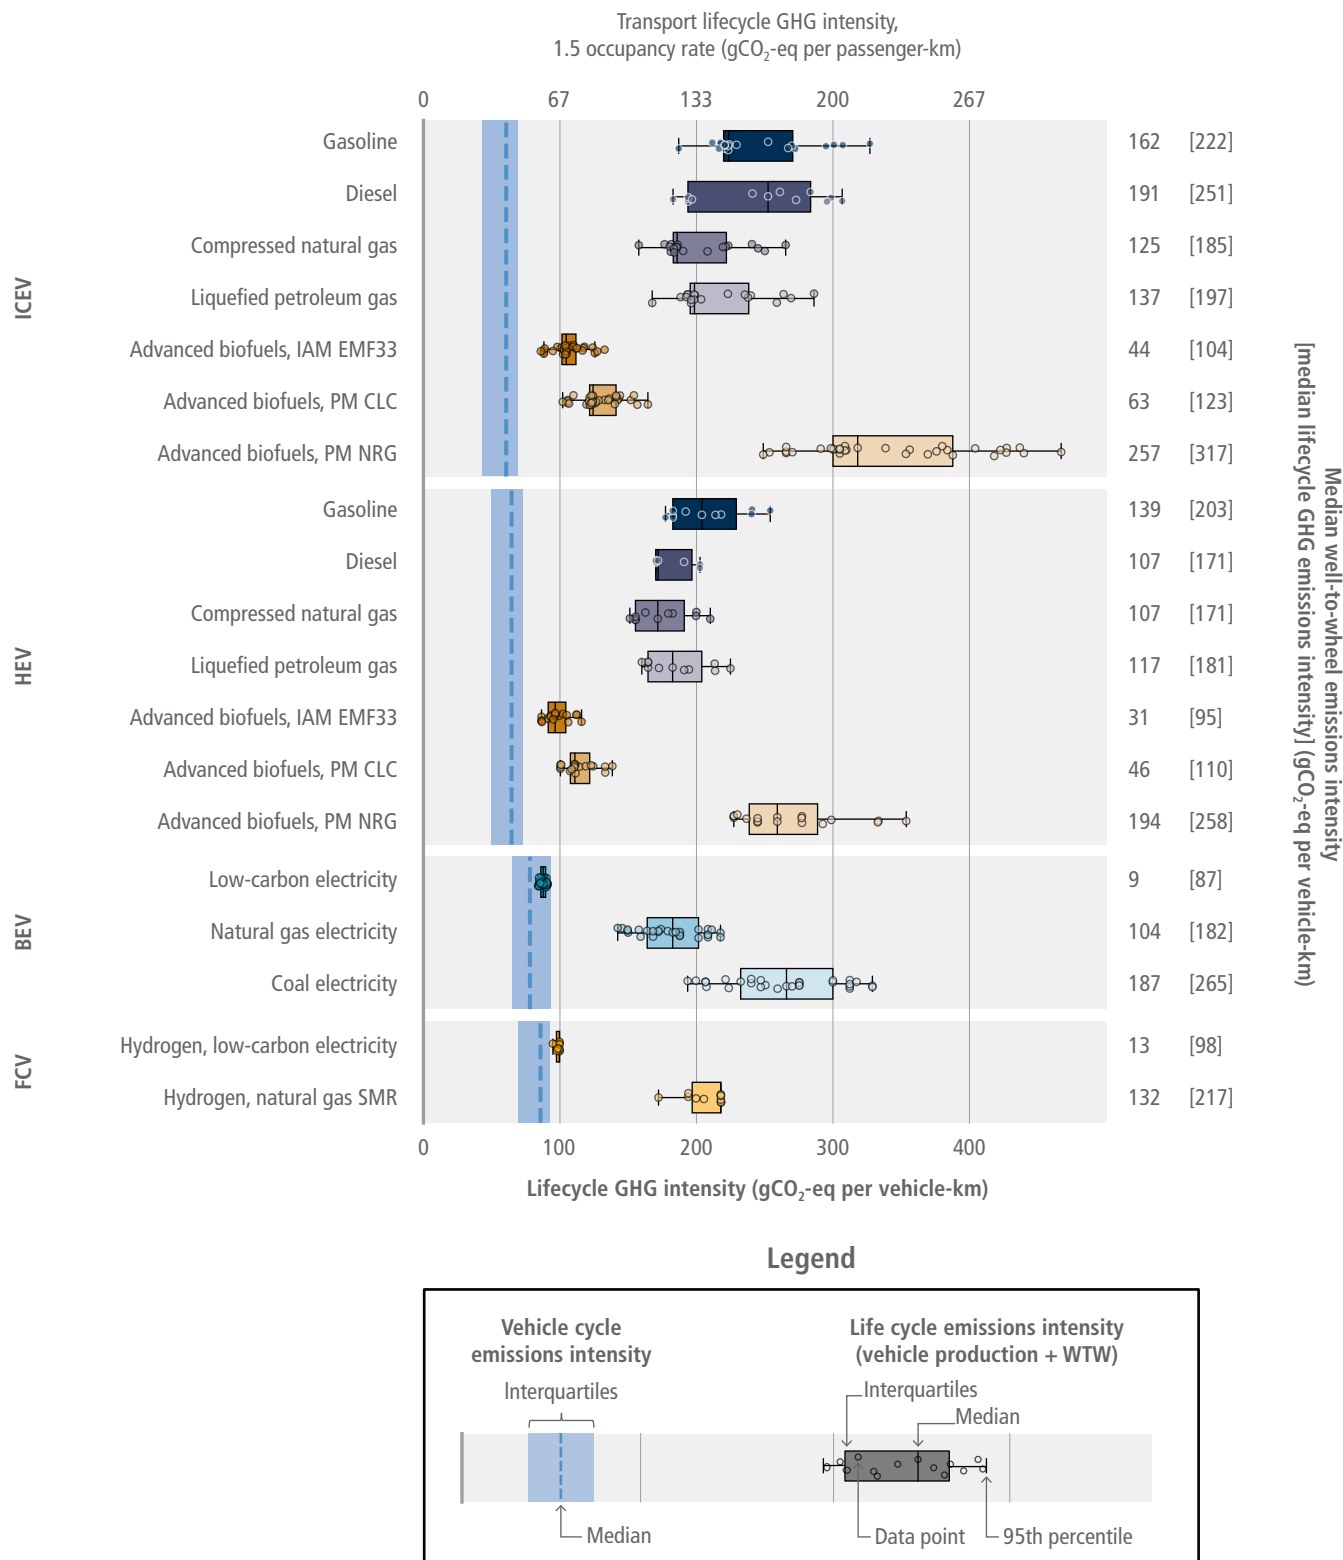 Transport lifecycle GHG intensity,
1.5 occupancy rate (gCO₂-eq per passenger-km)
0 67 133 200 267
ICEV
Gasoline 162 [222]
Diesel 191 [251]
Compressed natural gas 125 [185]
Liquefied petroleum gas 137 [197]
Advanced biofuels, IAM EMF33 44 [104]
Advanced biofuels, PM CLC 63 [123]
Advanced biofuels, PM NRG 257 [317]
HEV
Gasoline 139 [203]
Diesel 107 [171]
Compressed natural gas 107 [171]
Liquefied petroleum gas 117 [181]
Advanced biofuels, IAM EMF33 31 [95]
Advanced biofuels, PM CLC 46 [110]
Advanced biofuels, PM NRG 194 [258]
BEV
Low-carbon electricity 9 [87]
Natural gas electricity 104 [182]
Coal electricity 187 [265]
FCV
Hydrogen, low-carbon electricity 13 [98]
Hydrogen, natural gas SMR 132 [217]
Median well-to-wheel emissions intensity
[median lifecycle GHG emissions intensity] (gCO₂-eq per vehicle-km)
0 100 200 300 400
Lifecycle GHG intensity (gCO₂-eq per vehicle-km)
Legend
Vehicle cycle
emissions intensity
Interquartiles
Median
Life cycle emissions intensity
(vehicle production + WTW)
Interquartiles
Median
Data point
95th percentile